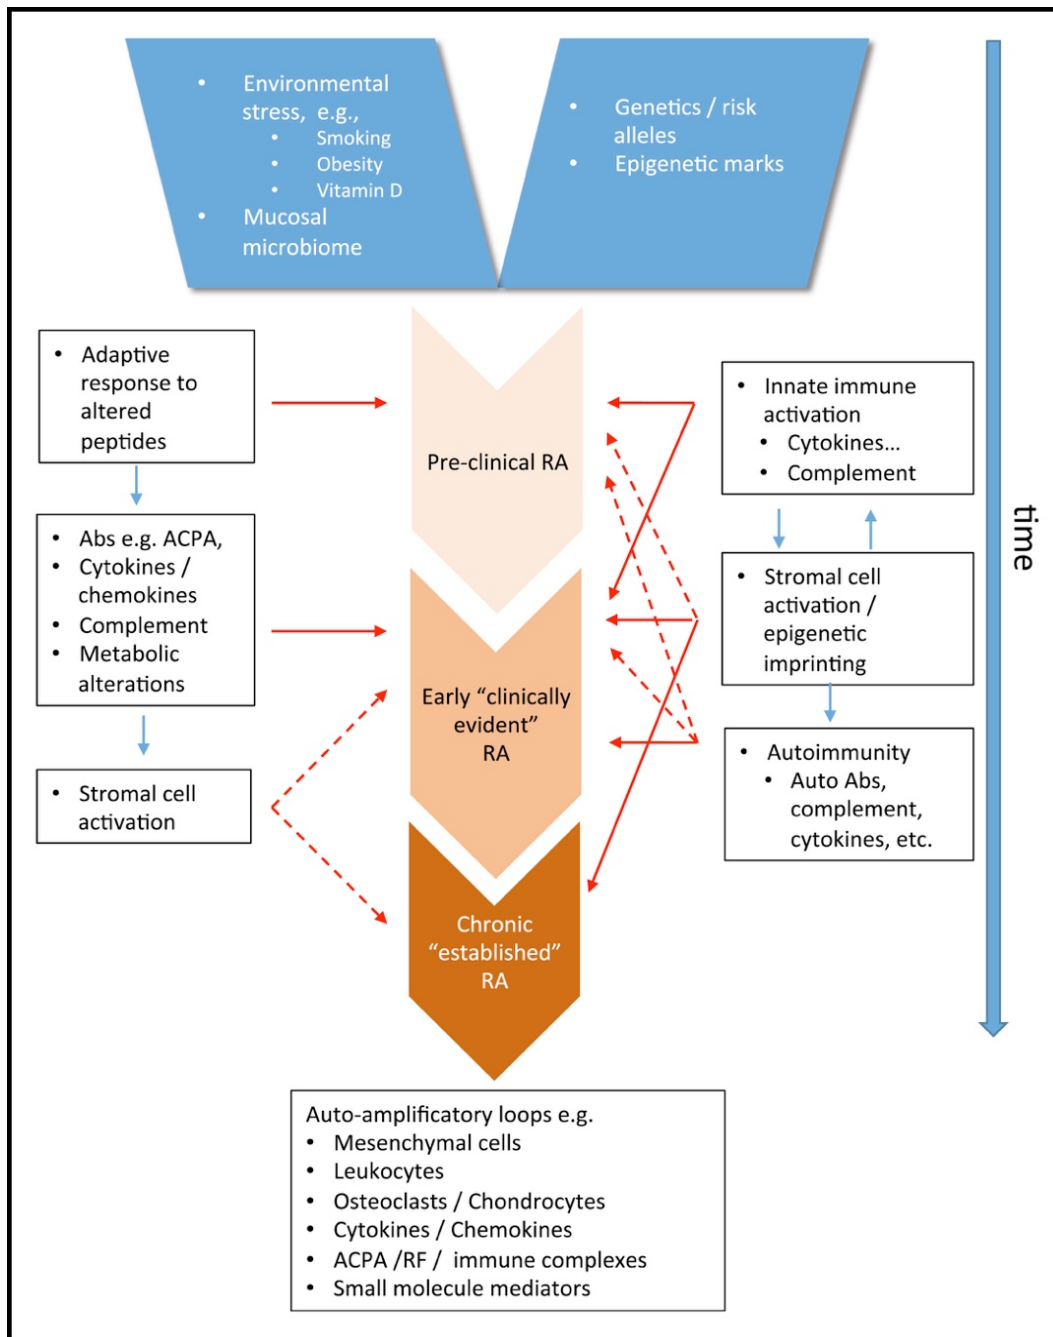 • Environmental
stress, e.g.,
• Smoking
• Obesity
• Vitamin D
• Mucosal
microbiome
• Genetics / risk
alleles
• Epigenetic marks
• Adaptive
response to
altered
peptides
Pre-clinical RA
• Innate immune
activation
• Cytokines...
• Complement
time
• Abs e.g. ACPA,
• Cytokines /
chemokines
• Complement
• Metabolic
alterations
• Stromal cell
activation /
epigenetic
imprinting
Early “clinically
evident”
RA
• Stromal cell
activation
• Autoimmunity
• Auto Abs,
complement,
cytokines, etc.
Chronic
“established”
RA
Auto-amplificatory loops e.g.
• Mesenchymal cells
• Leukocytes
• Osteoclasts / Chondrocytes
• Cytokines / Chemokines
• ACPA /RF / immune complexes
• Small molecule mediators